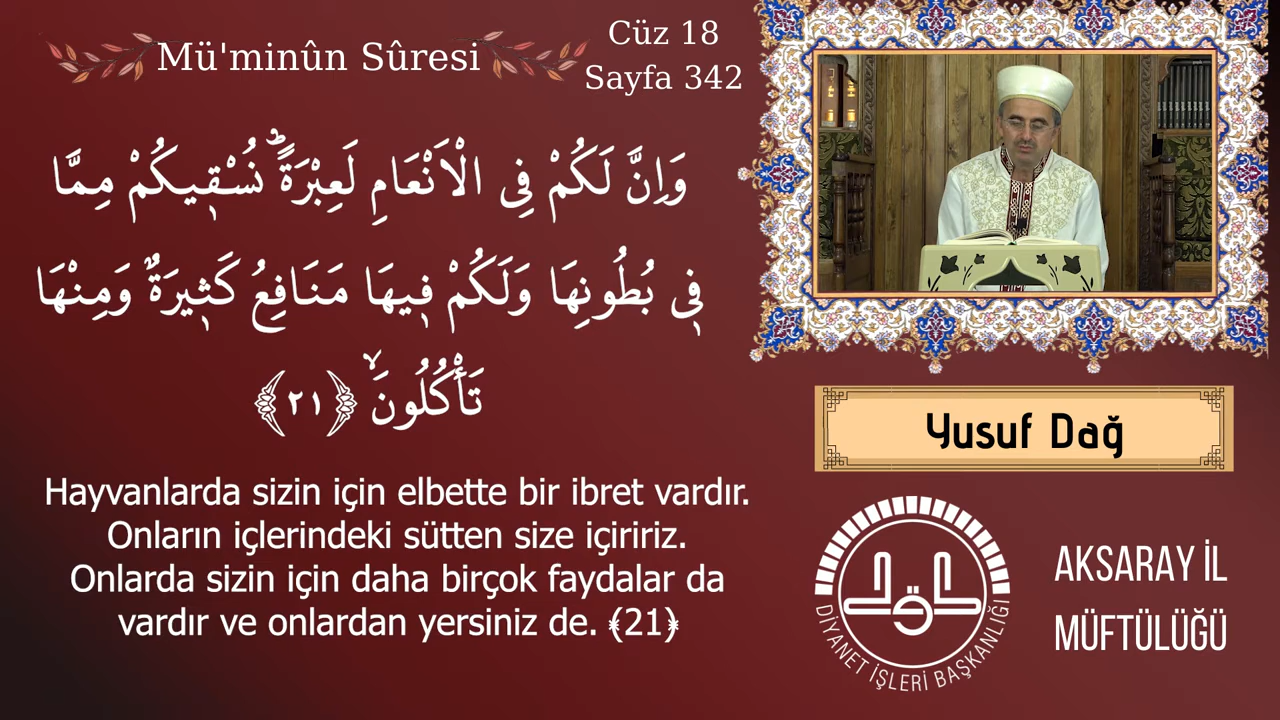 Mü'minûn Sûresi
Cüz 18
Sayfa 342
وَاِنَّ لَكُمْ فِى الْاَنْعَامِ لَعِبْرَةًۜ نُسْق۪يكُمْ مِمَّا
ف۪ى بُطُونِهَا وَلَكُمْ ف۪يهَا مَنَافِعُ كَث۪يرَةٌ وَمِنْهَا
تَأْكُلُونَۙ ﴿٢١﴾
Hayvanlarda sizin için elbette bir ibret vardır.
Onların içlerindeki sütten size içiririz.
Onlarda sizin için daha birçok faydalar da
vardır ve onlardan yersiniz de. ﴾21﴿
Yusuf Dağ
DİYANET İŞLERİ BAŞKANLIĞI
AKSARAY İL
MÜFTÜLÜĞÜ